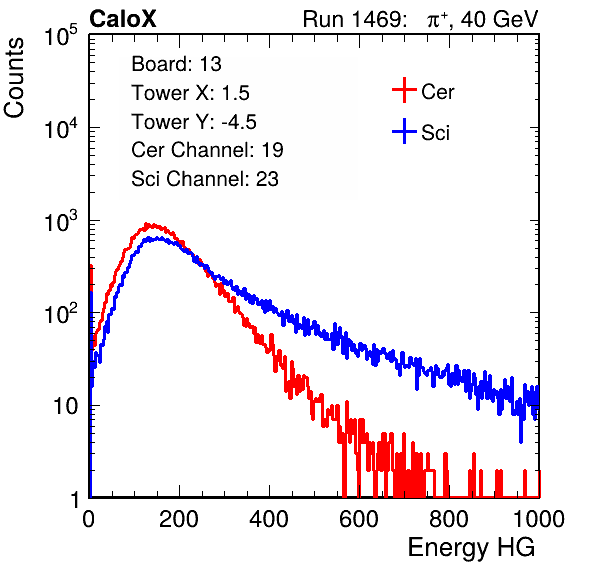 CaloX Run 1469: π⁺, 40 GeV
Counts
Board: 13
Tower X: 1.5
Tower Y: -4.5
Cer Channel: 19
Sci Channel: 23
Cer
Sci
10⁵
10⁴
10³
10²
10
1
0 200 400 600 800 1000
Energy HG